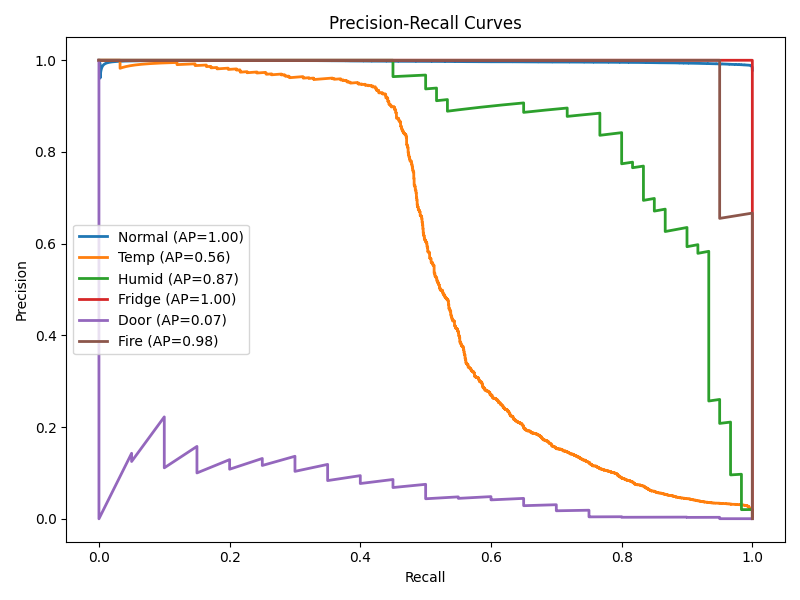 Precision-Recall Curves
Precision
1.0
0.8
0.6
0.4
0.2
0.0
Normal (AP=1.00)
Temp (AP=0.56)
Humid (AP=0.87)
Fridge (AP=1.00)
Door (AP=0.07)
Fire (AP=0.98)
0.0 0.2 0.4 0.6 0.8 1.0
Recall